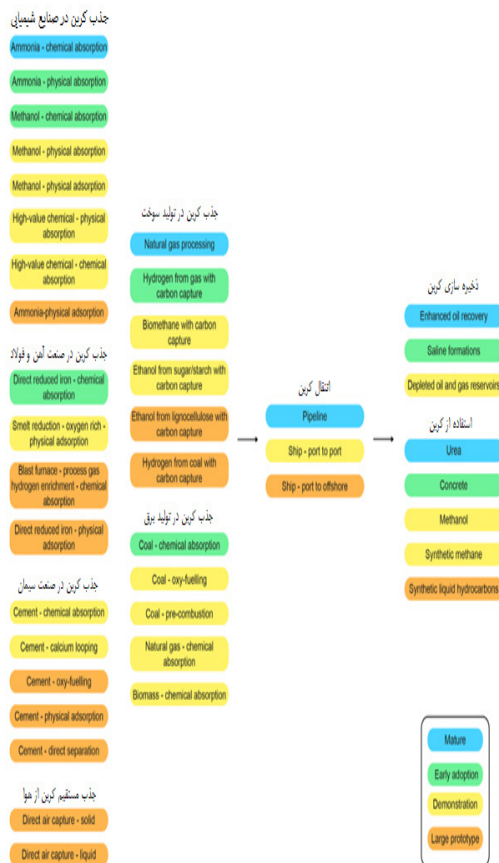 جذب کربن در صنایع شیمیایی
Ammonia - chemical absorption
Ammonia - physical absorption
Methanol - chemical absorption
Methanol - physical absorption
Methanol - physical adsorption
High-value chemical - physical
absorption
High-value chemical - chemical
absorption
Ammonia-physical adsorption
جذب کربن در صنعت آهن و فولاد
Direct reduced iron - chemical
absorption
Smelt reduction - oxygen rich -
physical adsorption
Blast furnace - process gas
hydrogen enrichment - chemical
absorption
Direct reduced iron - physical
adsorption
جذب کربن در صنعت سیمان
Cement - chemical absorption
Cement - calcium looping
Cement - oxy-fuelling
Cement - physical adsorption
Cement - direct separation
جذب مستقیم کربن از هوا
Direct air capture - solid
Direct air capture - liquid
جذب کربن در تولید سوخت
Natural gas processing
Hydrogen from gas with
carbon capture
Biomethane with carbon
capture
Ethanol from sugar/starch with
carbon capture
Ethanol from lignocellulose with
carbon capture
Hydrogen from coal with
carbon capture
جذب کربن در تولید برق
Coal - chemical absorption
Coal - oxy-fuelling
Coal - pre-combustion
Natural gas - chemical
absorption
Biomass - chemical absorption
انتقال کربن
Pipeline
Ship - port to port
Ship - port to offshore
ذخیره سازی کربن
Enhanced oil recovery
Saline formations
Depleted oil and gas reservoirs
استفاده از کربن
Urea
Concrete
Methanol
Synthetic methane
Synthetic liquid hydrocarbons
Mature
Early adoption
Demonstration
Large prototype